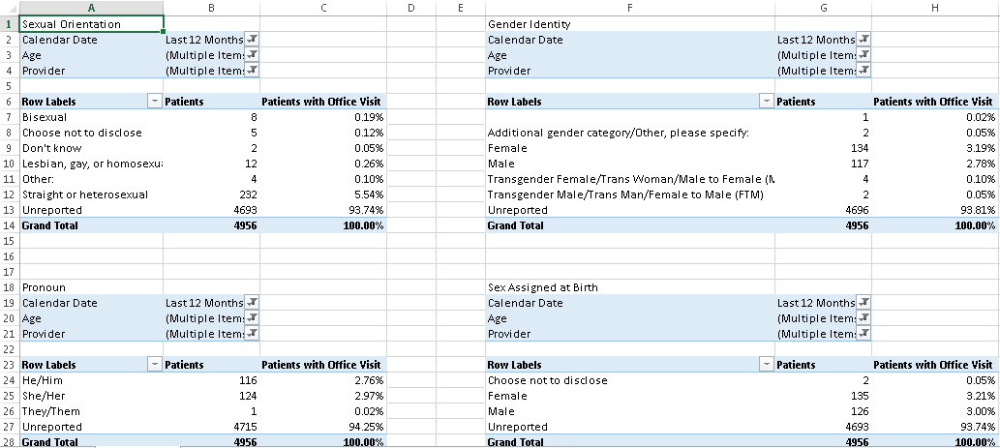 A B C D E F G H
1 Sexual Orientation Gender Identity
2 Calendar Date Last 12 Months Calendar Date Last 12 Months
3 Age (Multiple Items Age (Multiple Items
4 Provider (Multiple Items Provider (Multiple Items
5
6 Row Labels Patients Patients with Office Visit Row Labels Patients Patients with Office Visit
7 Bisexual 8 0.19% 1 0.02%
8 Choose not to disclose 5 0.12% Additional gender category/Other, please specify: 2 0.05%
9 Don't know 2 0.05% Female 134 3.19%
10 Lesbian, gay, or homosexua 12 0.26% Male 117 2.78%
11 Other: 4 0.10% Transgender Female/Trans Woman/Male to Female (M 4 0.10%
12 Straight or heterosexual 232 5.54% Transgender Male/Trans Man/Female to Male (FTM) 2 0.05%
13 Unreported 4693 93.74% Unreported 4696 93.81%
14 Grand Total 4956 100.00% Grand Total 4956 100.00%
15
16
17
18 Pronoun Sex Assigned at Birth
19 Calendar Date Last 12 Months Calendar Date Last 12 Months
20 Age (Multiple Items Age (Multiple Items
21 Provider (Multiple Items Provider (Multiple Items
22
23 Row Labels Patients Patients with Office Visit Row Labels Patients Patients with Office Visit
24 He/Him 116 2.76% Choose not to disclose 2 0.05%
25 She/Her 124 2.97% Female 135 3.21%
26 They/Them 1 0.02% Male 126 3.00%
27 Unreported 4715 94.25% Unreported 4693 93.74%
28 Grand Total 4956 100.00% Grand Total 4956 100.00%